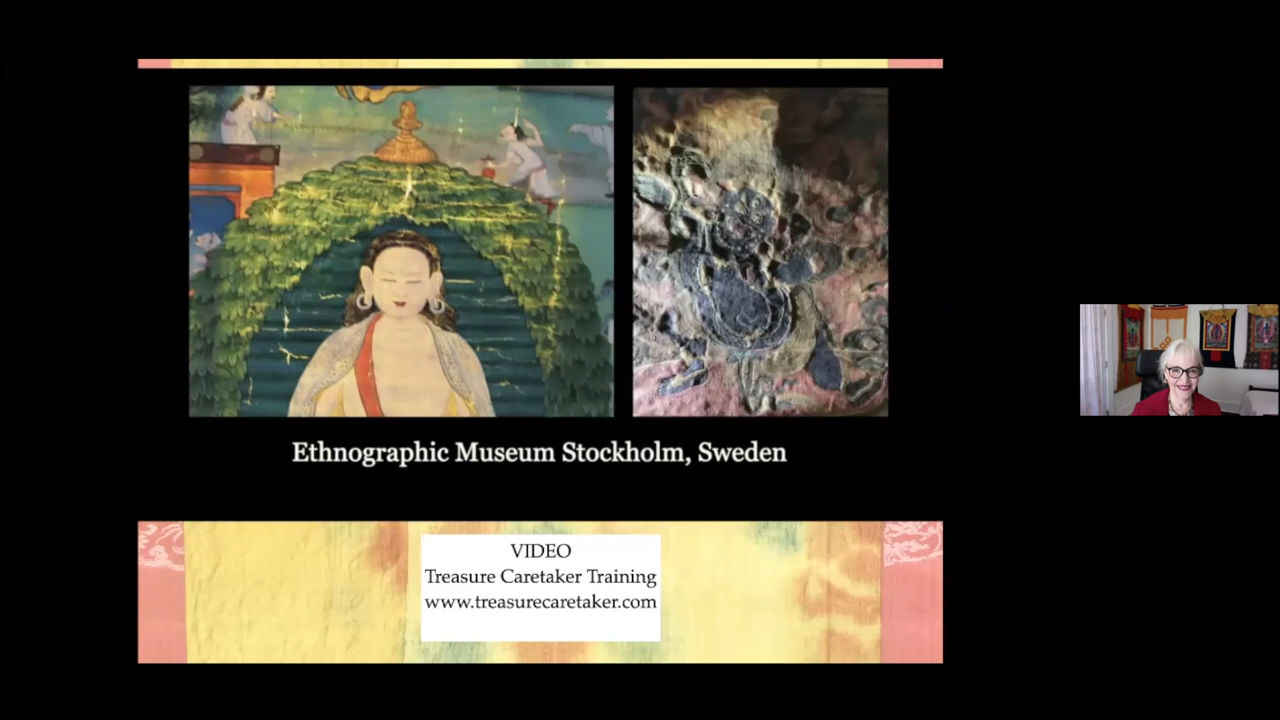 Ethnographic Museum Stockholm, Sweden
VIDEO
Treasure Caretaker Training
www.treasurecaretaker.com